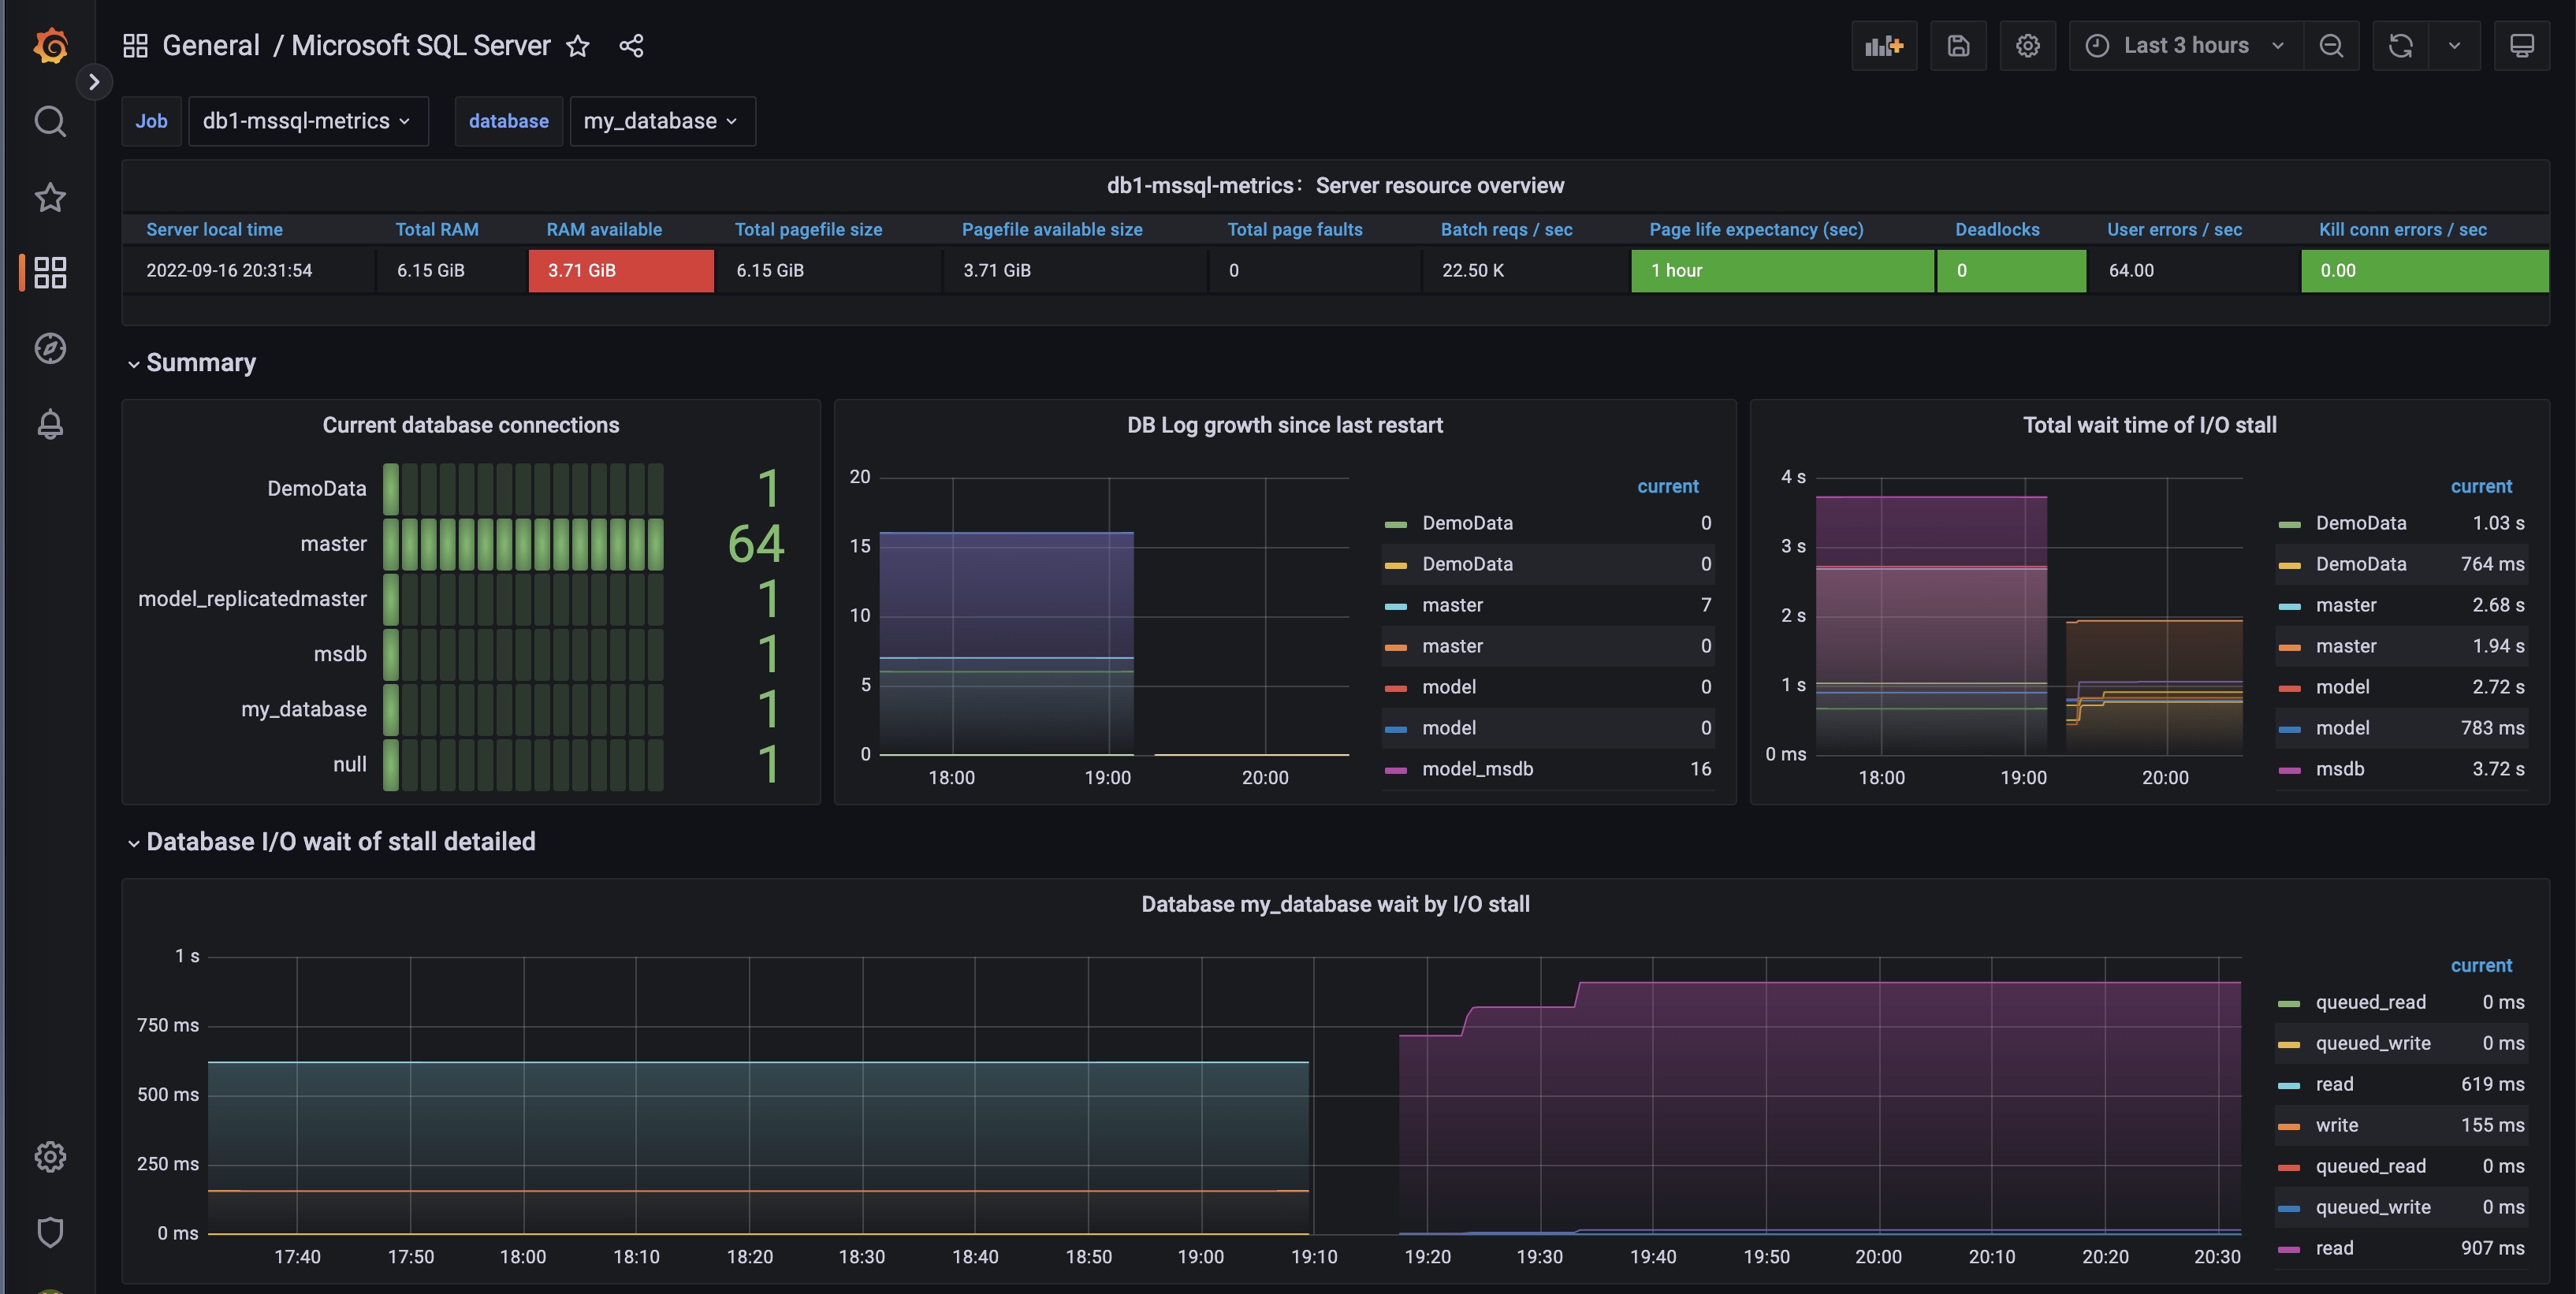 General / Microsoft SQL Server
Last 3 hours
Job db1-mssql-metrics database my_database
db1-mssql-metrics: Server resource overview
Server local time Total RAM RAM available Total pagefile size Pagefile available size Total page faults Batch reqs / sec Page life expectancy (sec) Deadlocks User errors / sec Kill conn errors / sec
2022-09-16 20:31:54 6.15 GiB 3.71 GiB 6.15 GiB 3.71 GiB 0 22.50 K 1 hour 0 64.00 0.00
Summary
Current database connections
DemoData 1
master 64
model_replicatedmaster 1
msdb 1
my_database 1
null 1
DB Log growth since last restart
20
15
10
5
0
18:00 19:00 20:00
current
DemoData 0
DemoData 0
master 7
master 0
model 0
model 0
model_msdb 16
Total wait time of I/O stall
4 s
3 s
2 s
1 s
0 ms
18:00 19:00 20:00
current
DemoData 1.03 s
DemoData 764 ms
master 2.68 s
master 1.94 s
model 2.72 s
model 783 ms
msdb 3.72 s
Database I/O wait of stall detailed
Database my_database wait by I/O stall
1 s
750 ms
500 ms
250 ms
0 ms
17:40 17:50 18:00 18:10 18:20 18:30 18:40 18:50 19:00 19:10 19:20 19:30 19:40 19:50 20:00 20:10 20:20 20:30
current
queued_read 0 ms
queued_write 0 ms
read 619 ms
write 155 ms
queued_read 0 ms
queued_write 0 ms
read 907 ms